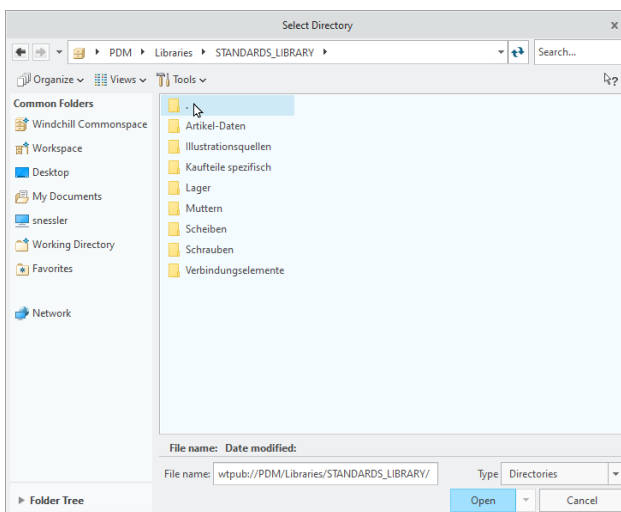 Select Directory
x
PDM Libraries STANDARDS_LIBRARY Search...
Organize Views Tools ?
Common Folders
Windchill Commonspace
Workspace
Desktop
My Documents
snessler
Working Directory
Favorites
Network
.
Artikel-Daten
Illustrationsquellen
Kaufteile spezifisch
Lager
Muttern
Scheiben
Schrauben
Verbindungselemente
File name: Date modified:
File name: wtpub://PDM/Libraries/STANDARDS_LIBRARY/ Type Directories
Folder Tree Open Cancel